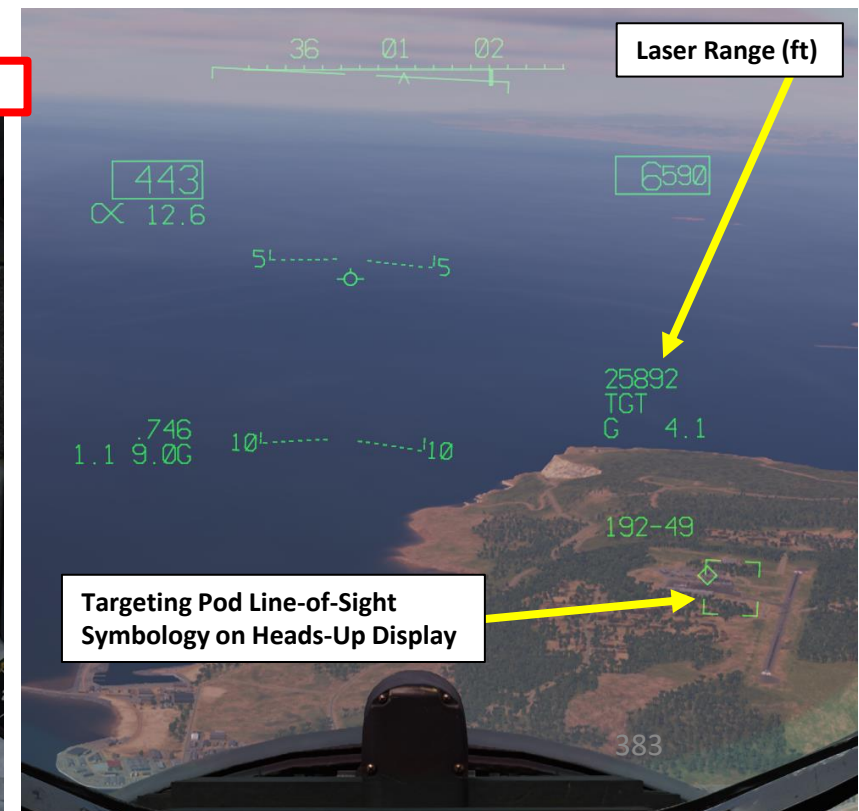 36 01 02
Laser Range (ft)
443
6590
α 12.6
5 5
25892
TGT
.746
G 4.1
1.1 9.0G
10 10
192-49
Targeting Pod Line-of-Sight
Symbology on Heads-Up Display
383